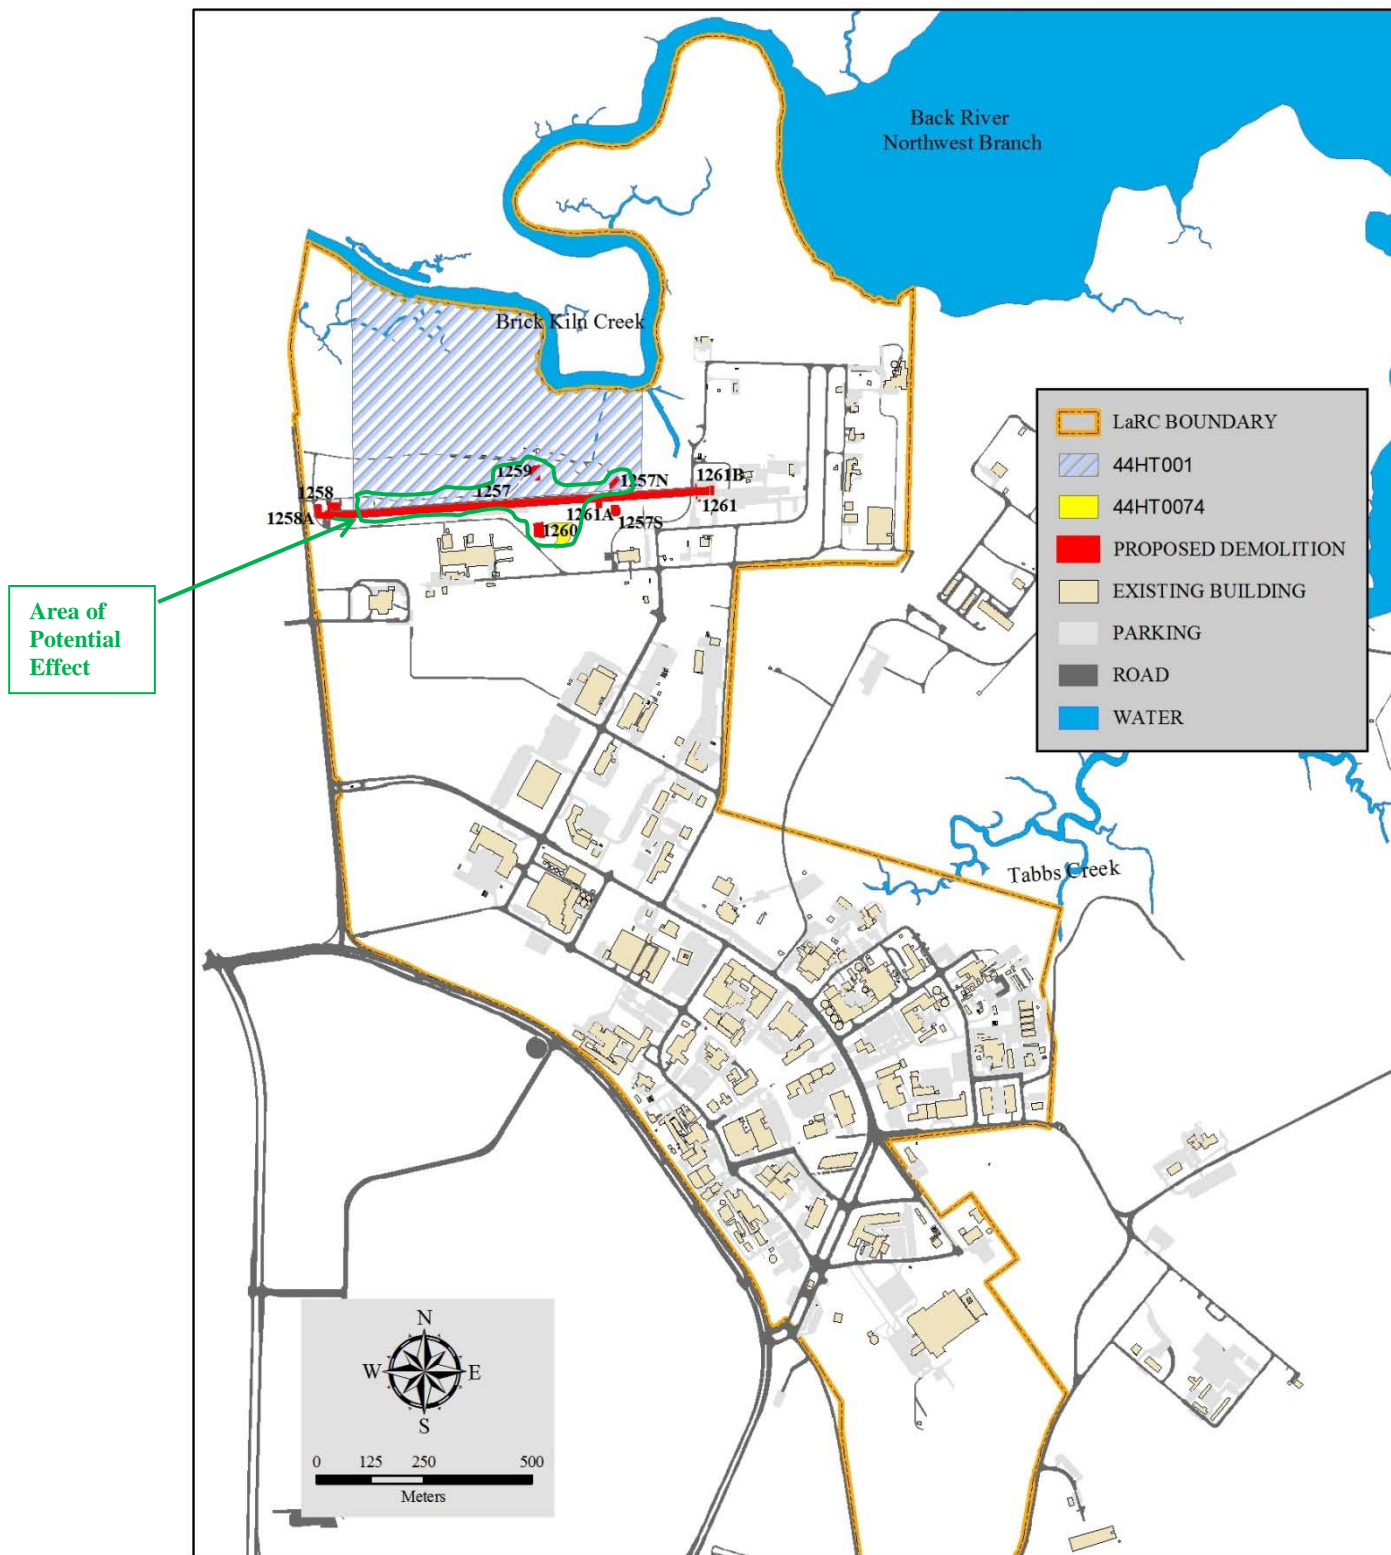 Back River
Northwest Branch
Brick Kiln Creek
1259
1257
1257N
1261B
1258
1258A
1261A
1261
1257S
1260
LaRC BOUNDARY
44HT001
44HT0074
PROPOSED DEMOLITION
EXISTING BUILDING
PARKING
ROAD
WATER
Area of
Potential
Effect
Tabbs Creek
N
W
E
S
0 125 250 500
Meters